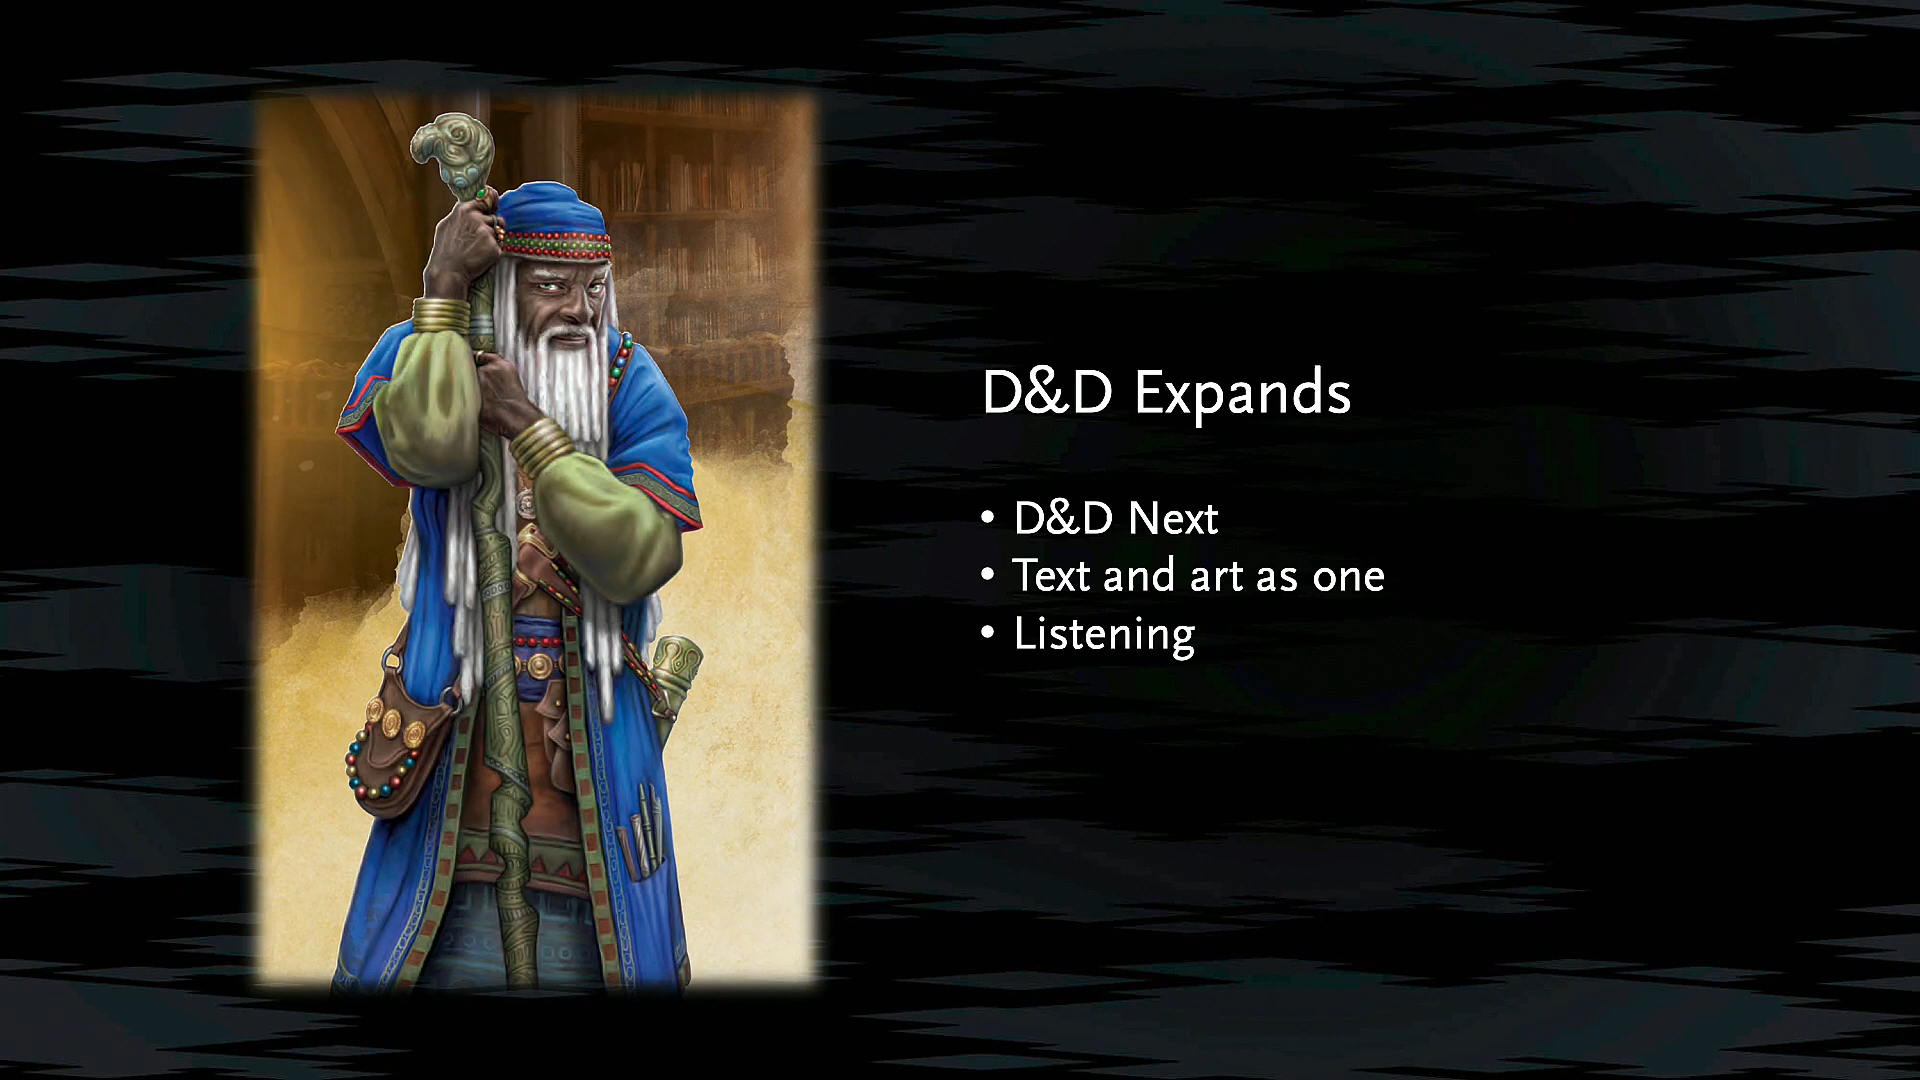 D&D Expands
• D&D Next
• Text and art as one
• Listening